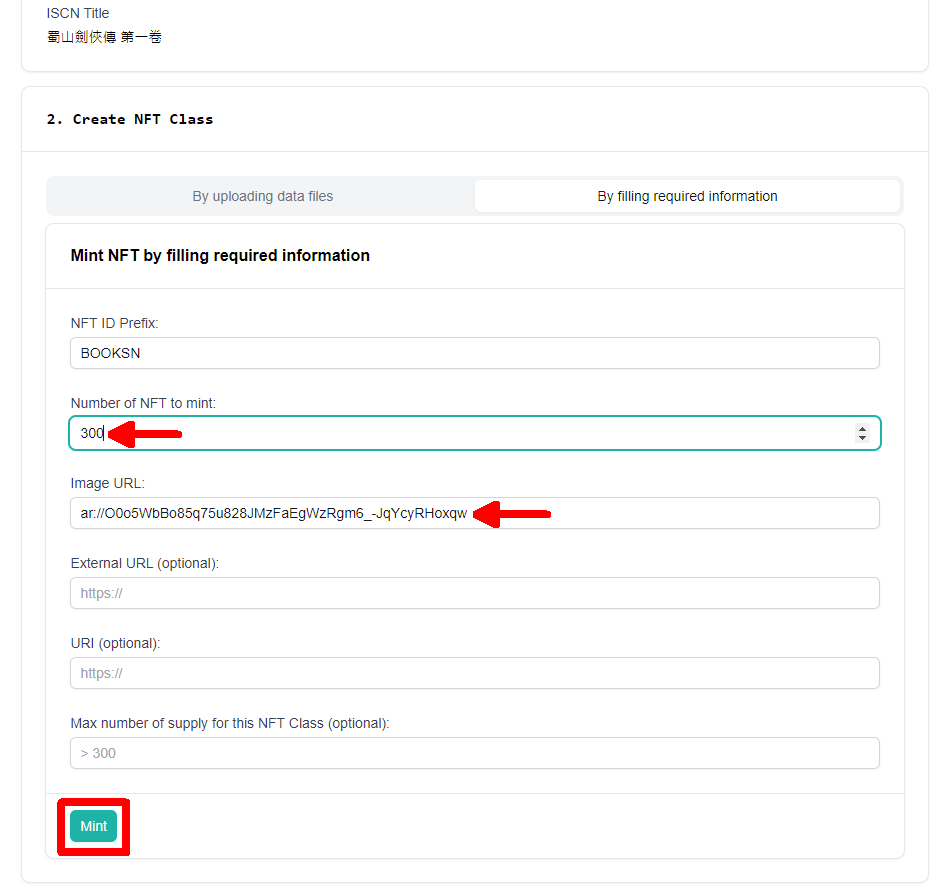 ISCN Title
蜀山劍俠傳 第一卷
2. Create NFT Class
By uploading data files
By filling required information
Mint NFT by filling required information
NFT ID Prefix:
BOOKSN
Number of NFT to mint:
300
Image URL:
ar://O0o5WbBo85q75u828JMzFaEgWzRgm6_-JqYcyRHoxqw
External URL (optional):
https://
URI (optional):
https://
Max number of supply for this NFT Class (optional):
> 300
Mint